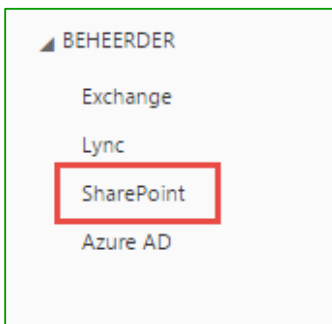 BEHEERDER
Exchange
Lync
SharePoint
Azure AD